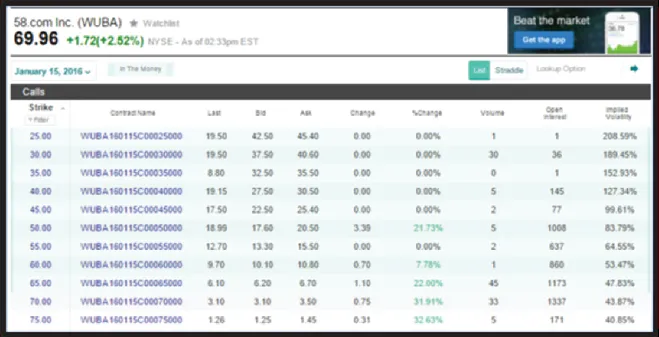 58.com Inc. (WUBA) ★ Watchlist
69.96 +1.72(+2.52%) NYSE - As of 02:33pm EST
Beat the market
Get the app
36.78
January 15, 2016
In The Money
List Straddle Lookup Option
Calls
Strike Contract Name Last Bid Ask Change %Change Volume Open Interest Implied Volatility
Filter
25.00 WUBA160115C00025000 19.50 42.50 45.40 0.00 0.00% 1 1 208.59%
30.00 WUBA160115C00030000 19.50 37.50 40.60 0.00 0.00% 30 36 189.45%
35.00 WUBA160115C00035000 8.80 32.50 35.50 0.00 0.00% 0 1 152.93%
40.00 WUBA160115C00040000 19.15 27.50 30.50 0.00 0.00% 5 145 127.34%
45.00 WUBA160115C00045000 17.50 22.50 25.40 0.00 0.00% 2 77 99.61%
50.00 WUBA160115C00050000 18.99 17.60 20.50 3.39 21.73% 5 1008 83.79%
55.00 WUBA160115C00055000 12.70 13.30 15.50 0.00 0.00% 2 637 64.55%
60.00 WUBA160115C00060000 9.70 10.10 10.80 0.70 7.78% 1 860 53.47%
65.00 WUBA160115C00065000 6.10 6.20 6.70 1.10 22.00% 45 1173 47.83%
70.00 WUBA160115C00070000 3.10 3.10 3.50 0.75 31.91% 33 1337 43.87%
75.00 WUBA160115C00075000 1.26 1.25 1.45 0.31 32.63% 5 171 40.85%